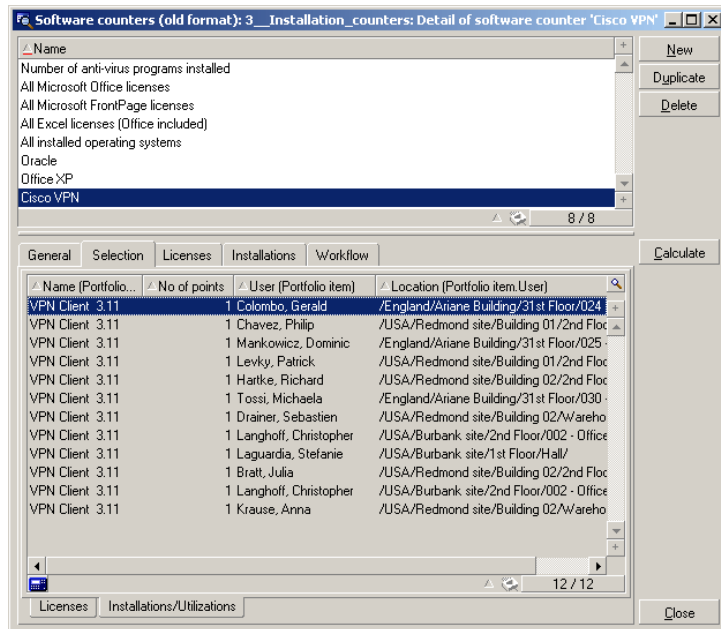 Software counters (old format): 3__Installation_counters: Detail of software counter 'Cisco VPN'
Name
Number of anti-virus programs installed
All Microsoft Office licenses
All Microsoft FrontPage licenses
All Excel licenses (Office included)
All installed operating systems
Oracle
Office XP
Cisco VPN
8 / 8
New
Duplicate
Delete
Calculate
General Selection Licenses Installations Workflow
Name (Portfolio... No of points User (Portfolio item) Location (Portfolio item.User)
VPN Client 3.11 1 Colombo, Gerald /England/Ariane Building/31st Floor/024
VPN Client 3.11 1 Chavez, Philip /USA/Redmond site/Building 01/2nd Floc
VPN Client 3.11 1 Mankowicz, Dominic /England/Ariane Building/31st Floor/025 -
VPN Client 3.11 1 Levky, Patrick /USA/Redmond site/Building 01/2nd Floc
VPN Client 3.11 1 Hartke, Richard /USA/Redmond site/Building 02/2nd Floc
VPN Client 3.11 1 Tossi, Michaela /England/Ariane Building/31st Floor/030 -
VPN Client 3.11 1 Drainer, Sebastien /USA/Redmond site/Building 02/Wareho
VPN Client 3.11 1 Langhoff, Christopher /USA/Burbank site/2nd Floor/002 - Office
VPN Client 3.11 1 Laguardia, Stefanie /USA/Burbank site/1st Floor/Hall/
VPN Client 3.11 1 Bratt, Julia /USA/Redmond site/Building 02/2nd Floc
VPN Client 3.11 1 Langhoff, Christopher /USA/Burbank site/2nd Floor/002 - Office
VPN Client 3.11 1 Krause, Anna /USA/Redmond site/Building 02/Wareho
12 / 12
Licenses Installations/Utilizations
Close